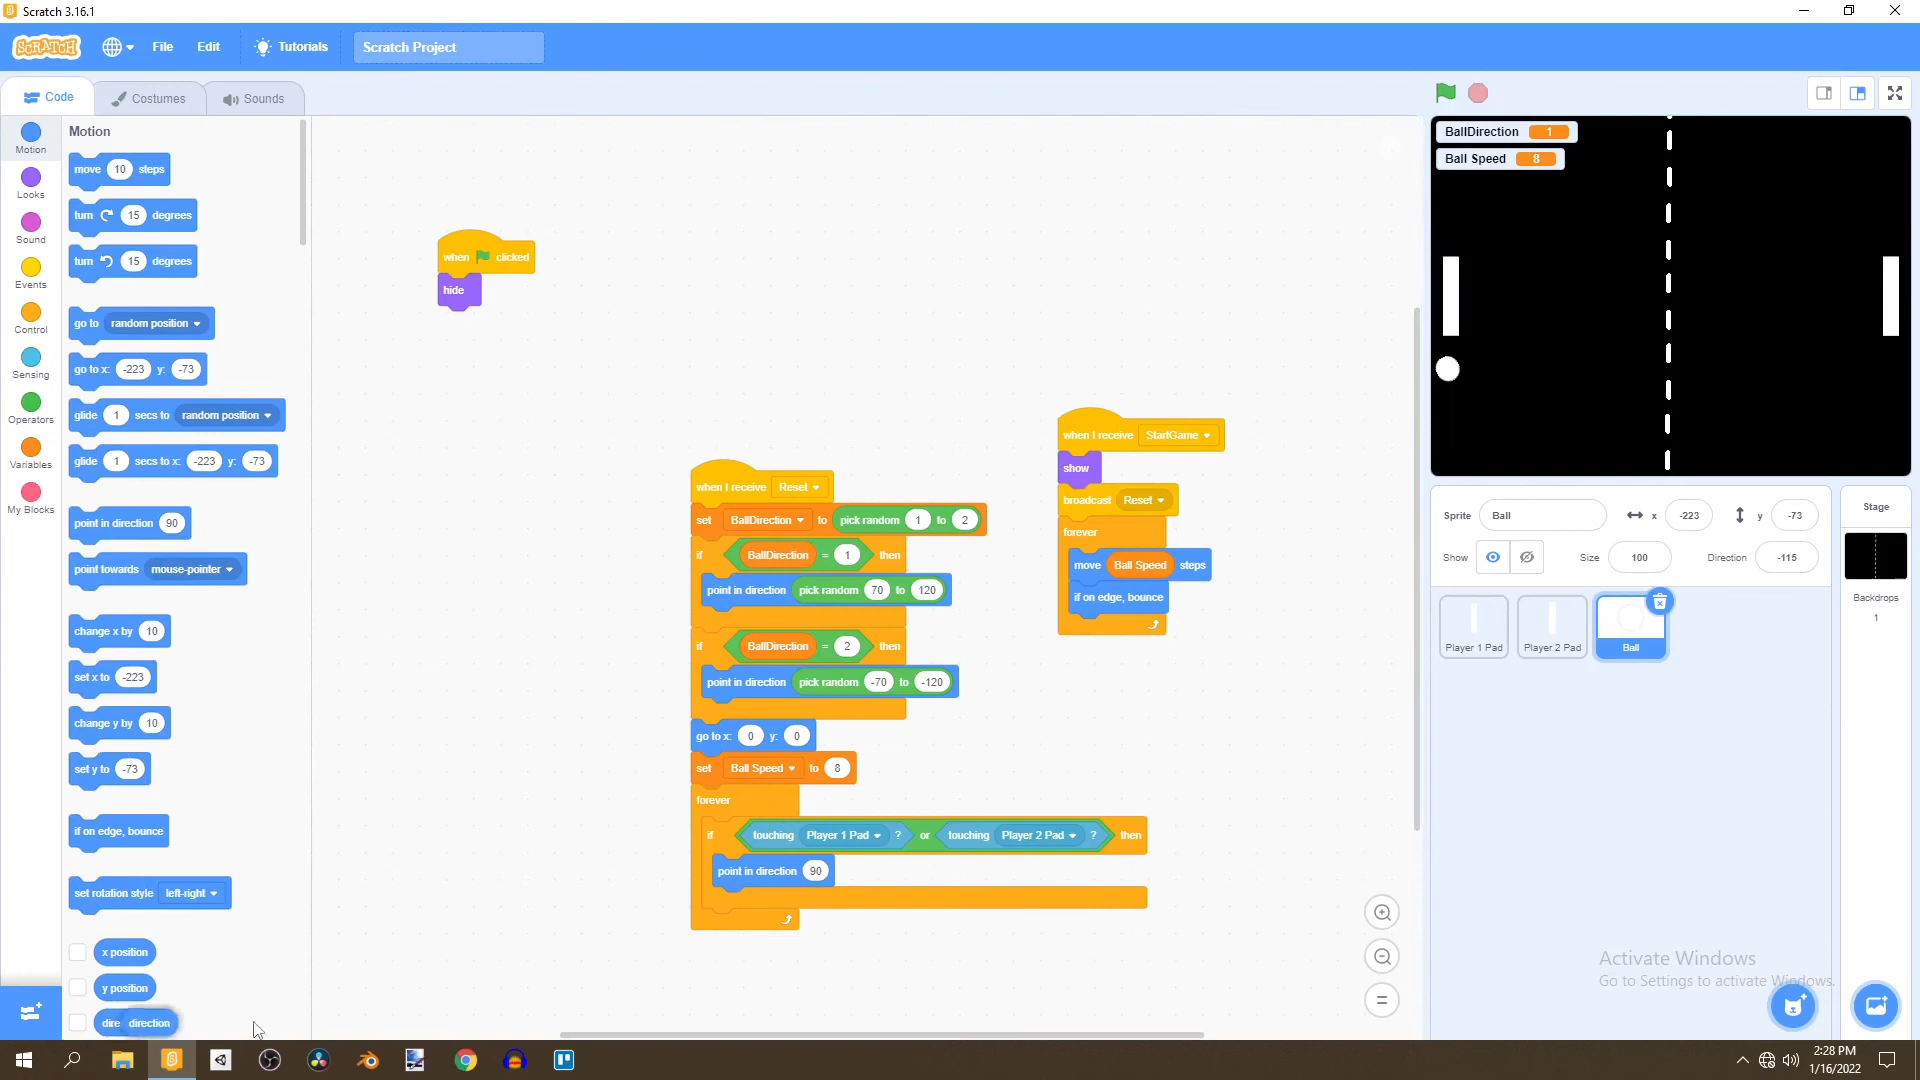 Scratch 3.16.1
SCRATCH
File
Edit
Tutorials
Scratch Project
Code
Costumes
Sounds
Motion
Looks
Sound
Events
Control
Sensing
Operators
Variables
My Blocks
Motion
move 10 steps
turn 15 degrees
turn 15 degrees
go to random position
go to x: -223 y: -73
glide 1 secs to random position
glide 1 secs to x: -223 y: -73
point in direction 90
point towards mouse-pointer
change x by 10
set x to -223
change y by 10
set y to -73
if on edge, bounce
set rotation style left-right
x position
y position
dire direction
when clicked
hide
when I receive Reset
set BallDirection to pick random 1 to 2
if BallDirection = 1 then
point in direction pick random 70 to 120
if BallDirection = 2 then
point in direction pick random -70 to -120
go to x: 0 y: 0
set Ball Speed to 8
forever
if touching Player 1 Pad ? or touching Player 2 Pad ? then
point in direction 90
when I receive StartGame
show
broadcast Reset
forever
move Ball Speed steps
if on edge, bounce
BallDirection 1
Ball Speed 8
Sprite Ball x -223 y -73
Show Size 100 Direction -115
Player 1 Pad
Player 2 Pad
Ball
Stage
Backdrops
1
Activate Windows
Go to Settings to activate Windows.
2:28 PM
1/16/2022